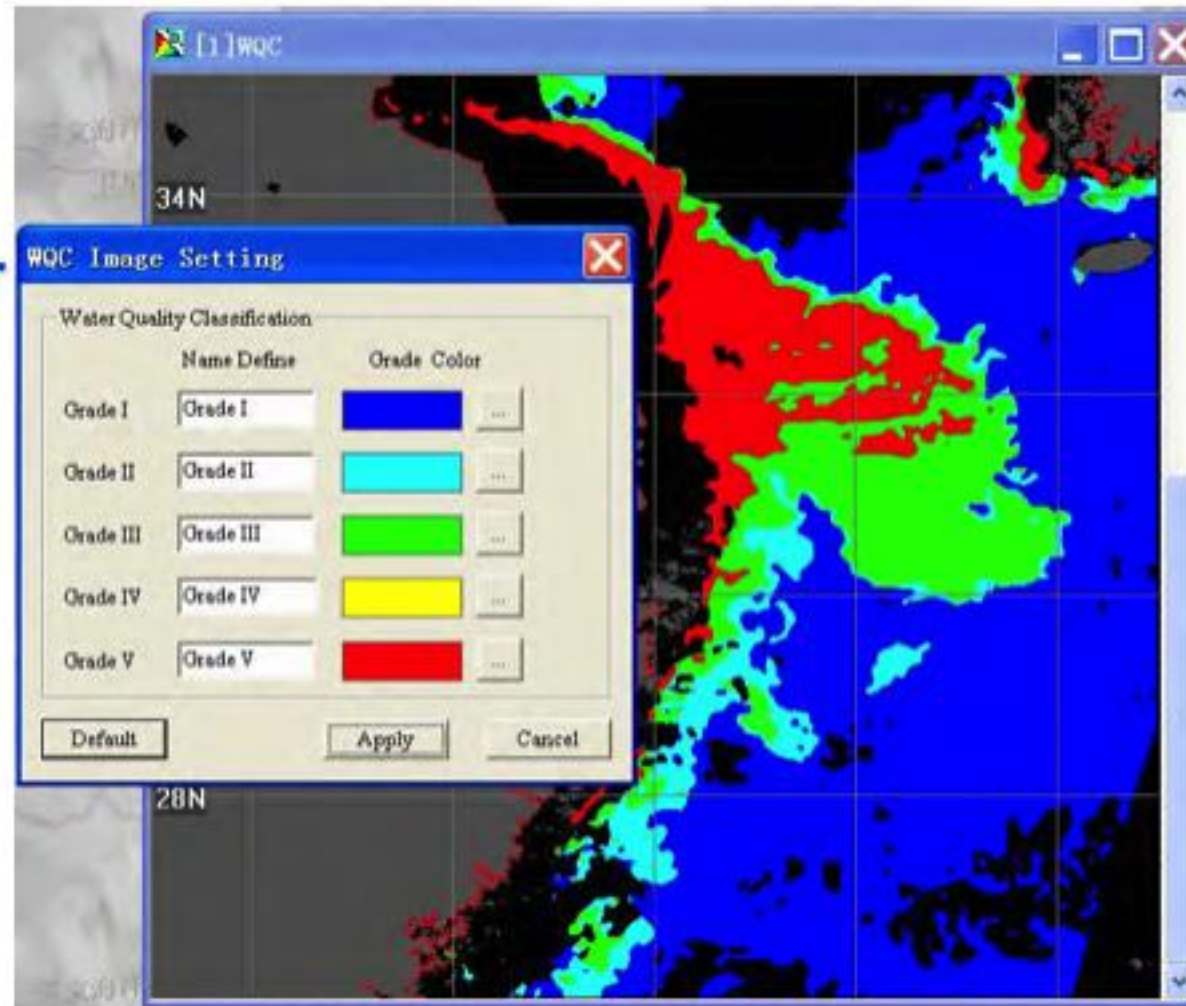 [1]WQC
34N
WQC Image Setting
Water Quality Classification
Name Define Grade Color
Grade I Grade I ...
Grade II Grade II ...
Grade III Grade III ...
Grade IV Grade IV ...
Grade V Grade V ...
Default Apply Cancel
28N